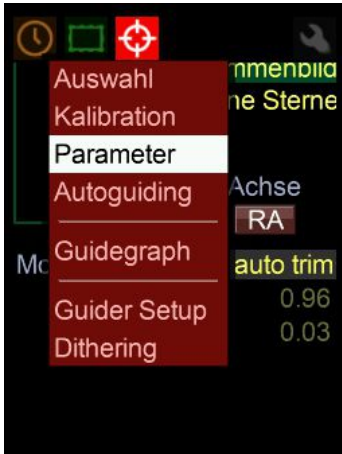 Auswahl
mmenbild
Kalibration
ne Sterne
Parameter
Autoguiding
Achse
RA
Guidegraph
Mo
auto trim
Guider Setup
0.96
Dithering
0.03